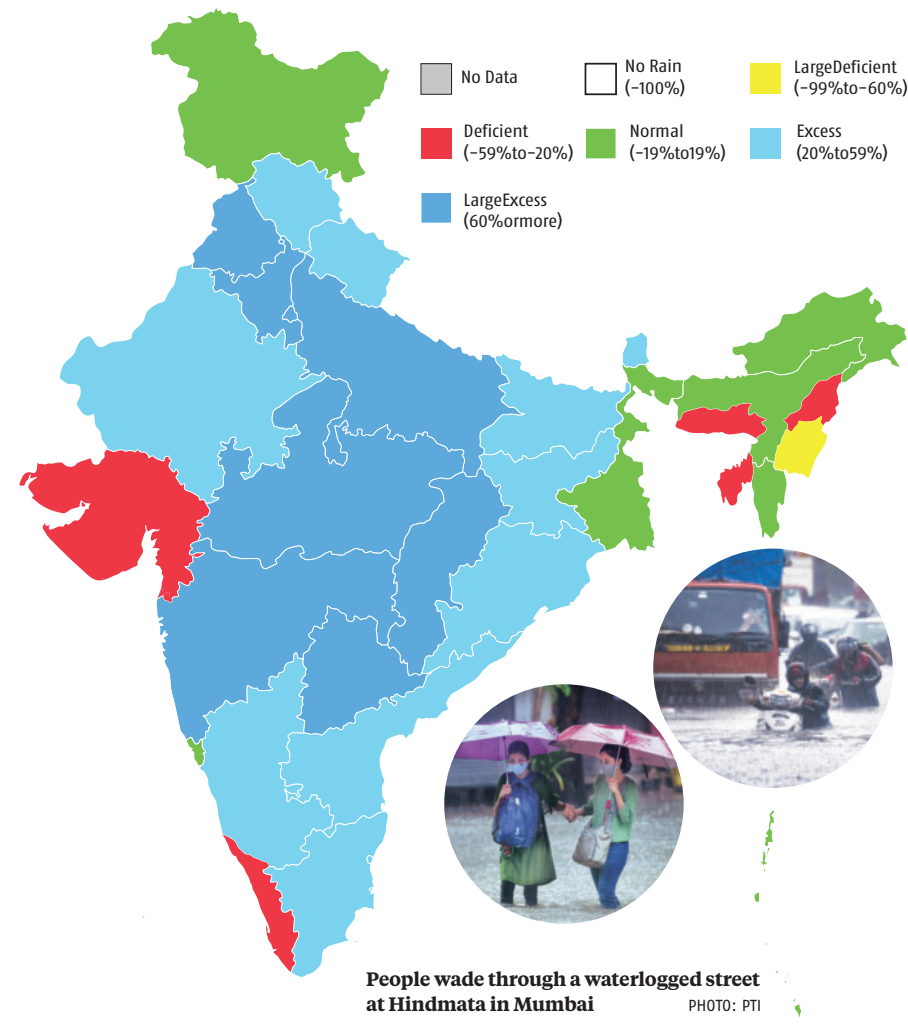 No Data
No Rain
(-100%)
LargeDeficient
(-99%to-60%)
Deficient
(-59%to-20%)
Normal
(-19%to19%)
Excess
(20%to59%)
LargeExcess
(60%ormore)
People wade through a waterlogged street
at Hindmata in Mumbai PHOTO: PTI